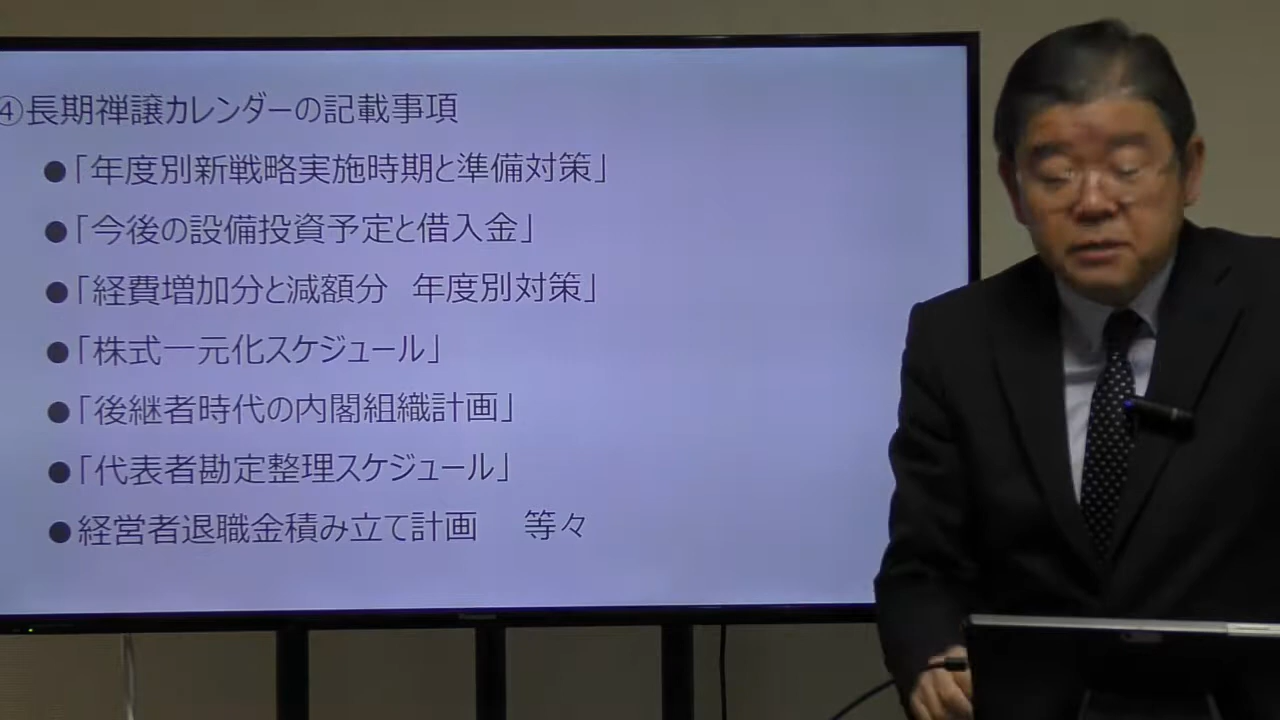 ④長期禅譲カレンダーの記載事項
●「年度別新戦略実施時期と準備対策」
●「今後の設備投資予定と借入金」
●「経費増加分と減額分　年度別対策」
●「株式一元化スケジュール」
●「後継者時代の内閣組織計画」
●「代表者勘定整理スケジュール」
●経営者退職金積み立て計画　等々